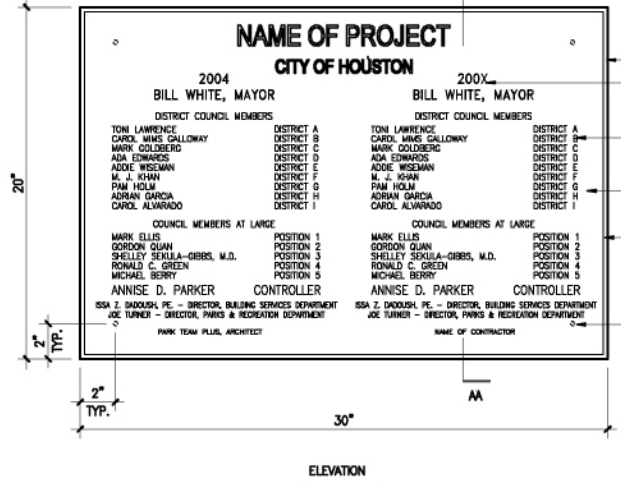 NAME OF PROJECT
CITY OF HOUSTON
2004
BILL WHITE, MAYOR
DISTRICT COUNCIL MEMBERS
TONI LAWRENCE DISTRICT A
CAROL MIMS GALLOWAY DISTRICT B
MARK GOLDBERG DISTRICT C
ADA EDWARDS DISTRICT D
ADDIE WISEMAN DISTRICT E
M. J. KHAN DISTRICT F
PAM HOLM DISTRICT G
ADRIAN GARCIA DISTRICT H
CAROL ALVARADO DISTRICT I
COUNCIL MEMBERS AT LARGE
MARK ELLIS POSITION 1
GORDON QUAN POSITION 2
SHELLEY SEKULA-GIBBS, M.D. POSITION 3
RONALD C. GREEN POSITION 4
MICHAEL BERRY POSITION 5
ANNISE D. PARKER CONTROLLER
ISSA Z. DADOUSH, PE. - DIRECTOR, BUILDING SERVICES DEPARTMENT
JOE TURNER - DIRECTOR, PARKS & RECREATION DEPARTMENT
PARK TEAM PLUS, ARCHITECT
200X
BILL WHITE, MAYOR
DISTRICT COUNCIL MEMBERS
TONI LAWRENCE DISTRICT A
CAROL MIMS GALLOWAY DISTRICT B
MARK GOLDBERG DISTRICT C
ADA EDWARDS DISTRICT D
ADDIE WISEMAN DISTRICT E
M. J. KHAN DISTRICT F
PAM HOLM DISTRICT G
ADRIAN GARCIA DISTRICT H
CAROL ALVARADO DISTRICT I
COUNCIL MEMBERS AT LARGE
MARK ELLIS POSITION 1
GORDON QUAN POSITION 2
SHELLEY SEKULA-GIBBS, M.D. POSITION 3
RONALD C. GREEN POSITION 4
MICHAEL BERRY POSITION 5
ANNISE D. PARKER CONTROLLER
ISSA Z. DADOUSH, PE. - DIRECTOR, BUILDING SERVICES DEPARTMENT
JOE TURNER - DIRECTOR, PARKS & RECREATION DEPARTMENT
NAME OF CONTRACTOR
20"
2"
TYP.
2"
TYP.
30"
AA
ELEVATION